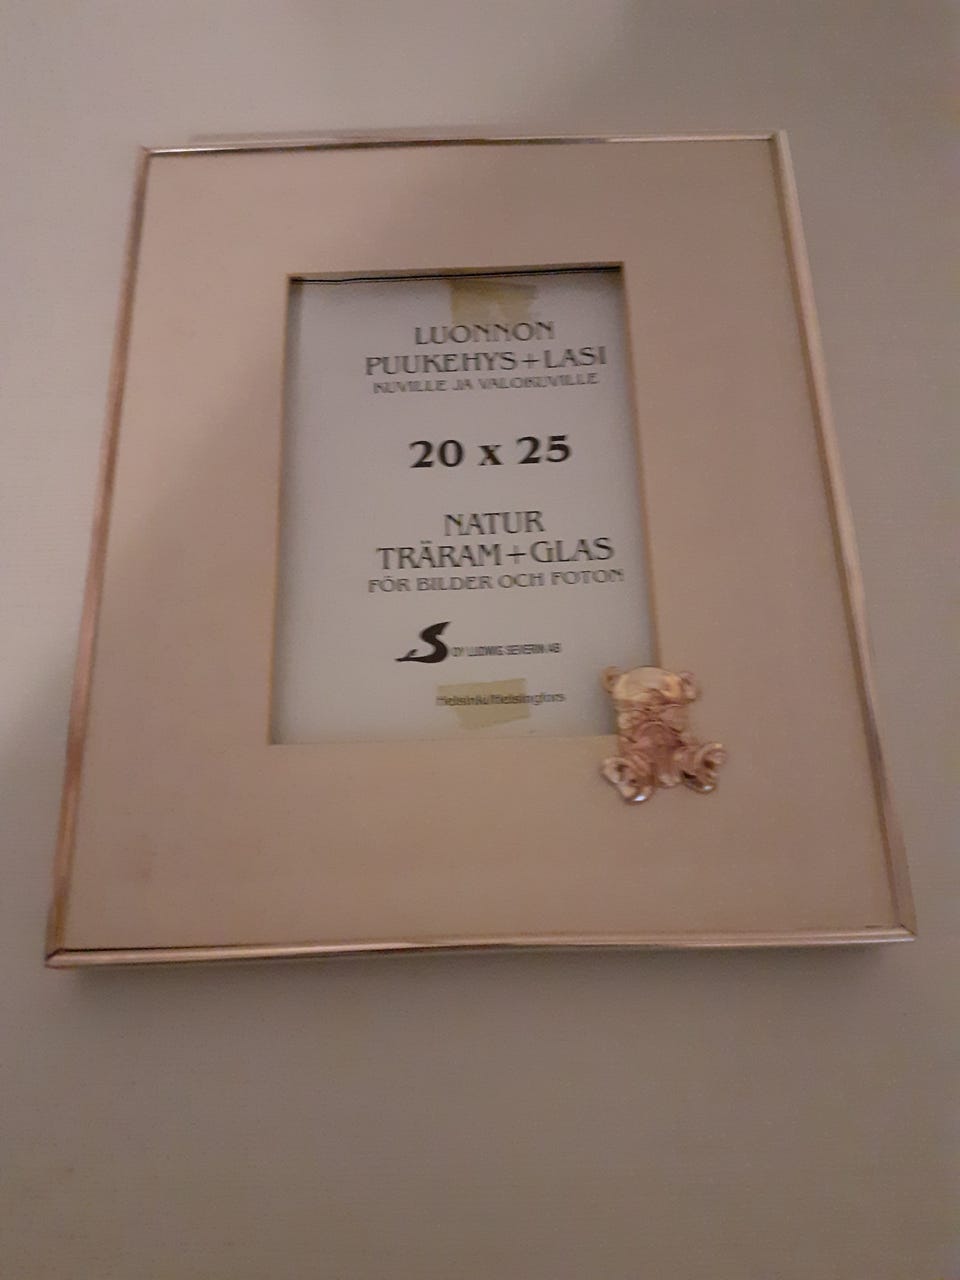 LUONNON
PUUKEHYS+LASI
KUVILLE JA VALOKUVILLE
20 x 25
NATUR
TRÄRAM+GLAS
FÖR BILDER OCH FOTON
OY LUDWIG SEVERIN AB
Helsinki/Helsingfors